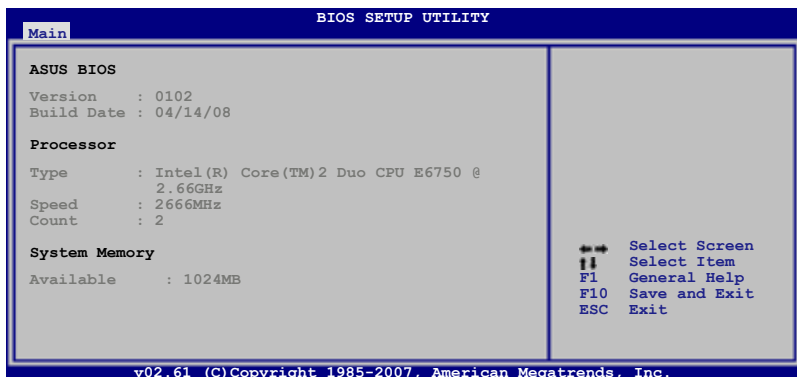 BIOS SETUP UTILITY
Main
ASUS BIOS
Version : 0102
Build Date : 04/14/08
Processor
Type : Intel(R) Core(TM)2 Duo CPU E6750 @
2.66GHz
Speed : 2666MHz
Count : 2
System Memory
Available : 1024MB
Select Screen
Select Item
F1 General Help
F10 Save and Exit
ESC Exit
v02.61 (C)Copyright 1985-2007, American Megatrends, Inc.